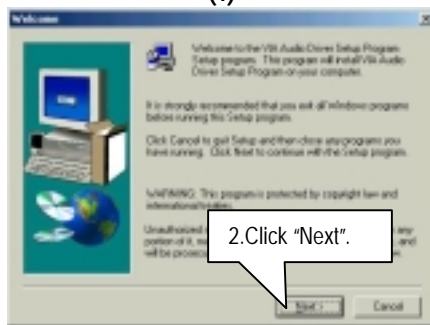 Welcome
Welcome to the VIA Audio Driver Setup Program
Setup program. This program will install VIA Audio
Driver Setup Program on your computer.
It is strongly recommended that you exit all Windows programs
before running this Setup program.
Click Cancel to quit Setup and then close any programs you
have running. Click Next to continue with the Setup program.
WARNING: This program is protected by copyright law and
international treaties.
Unauthorized any
portion of it, and
will be
2.Click “Next”.
Next >
Cancel